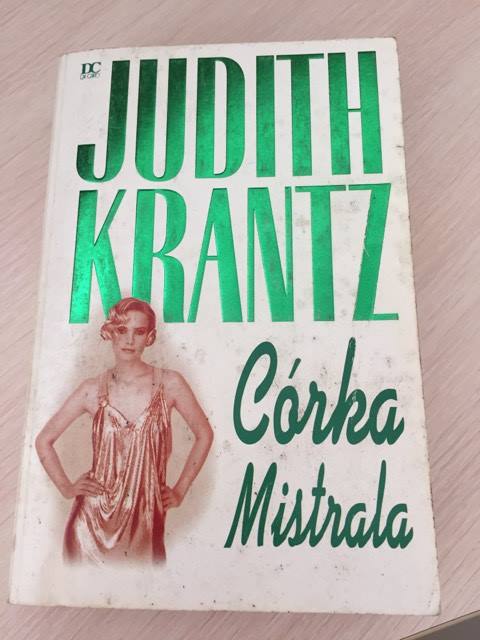 DC
JUDITH
KRANTZ
Córka
Mistrala